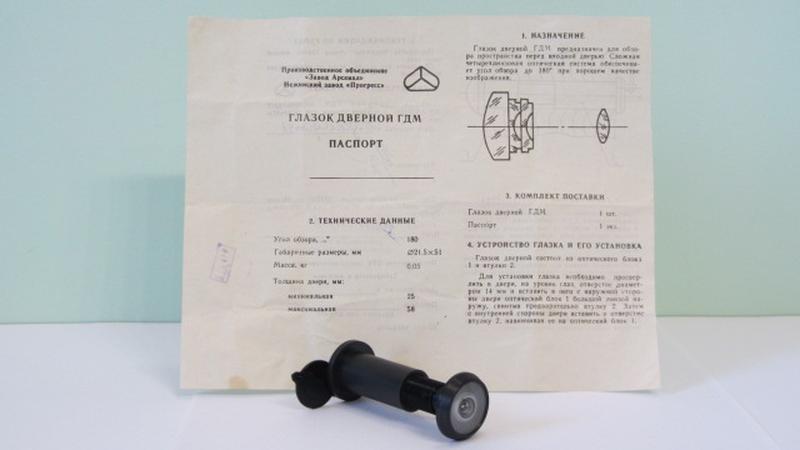 Производственное объединение
«Завод Арсенал»
Нежинский завод «Прогресс»
ГЛАЗОК ДВЕРНОЙ ГДМ
ПАСПОРТ
2. ТЕХНИЧЕСКИЕ ДАННЫЕ
Угол обзора, ...° 180
Габаритные размеры, мм ∅21,5×51
Масса, кг 0,05
Толщина двери, мм:
минимальная 25
максимальная 58
1. НАЗНАЧЕНИЕ
Глазок дверной ГДМ предназначен для обзо-
ра пространства перед входной дверью Сложная
четырехлинзовая оптическая система обеспечива-
ет угол обзора до 180° при хорошем качестве
изображения.
3. КОМПЛЕКТ ПОСТАВКИ
Глазок дверной ГДМ 1 шт.
Паспорт 1 экз.
4. УСТРОЙСТВО ГЛАЗКА И ЕГО УСТАНОВКА
Глазок дверной состоит из оптического блока
1 и втулки 2.
Для установки глазка необходимо просвер-
лить в двери, на уровне глаз, отверстие диамет-
ром 14 мм и вставить в него с наружной сторо-
ны двери оптический блок 1 большой линзой на-
ружу, свинтив предварительно втулку 2. Затем
с внутренней стороны двери вставить в отверстие
втулку 2, навинчивая ее на оптический блок 1.